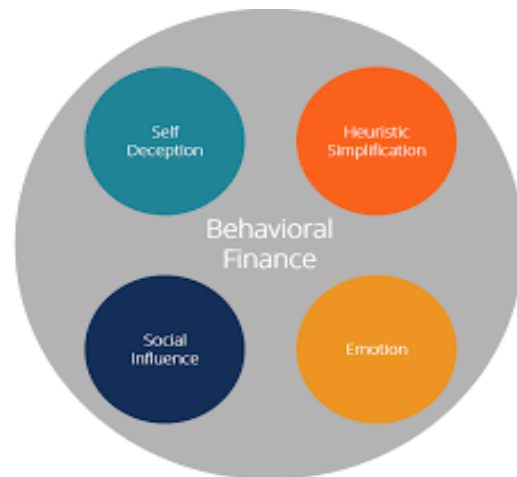 Self
Deception
Heuristic
Simplification
Behavioral
Finance
Social
Influence
Emotion